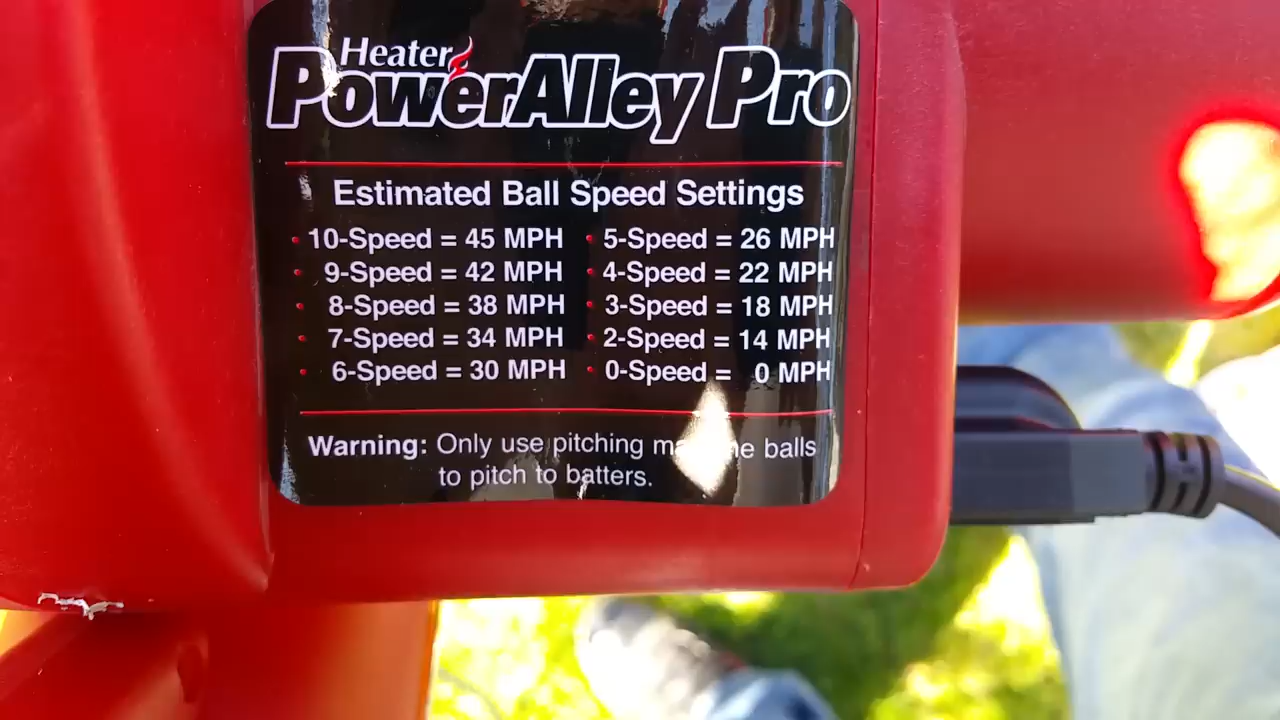 Heater
PowerAlley Pro
Estimated Ball Speed Settings
• 10-Speed = 45 MPH • 5-Speed = 26 MPH
• 9-Speed = 42 MPH • 4-Speed = 22 MPH
• 8-Speed = 38 MPH • 3-Speed = 18 MPH
• 7-Speed = 34 MPH • 2-Speed = 14 MPH
• 6-Speed = 30 MPH • 0-Speed = 0 MPH
Warning: Only use pitching balls
to pitch to batters.